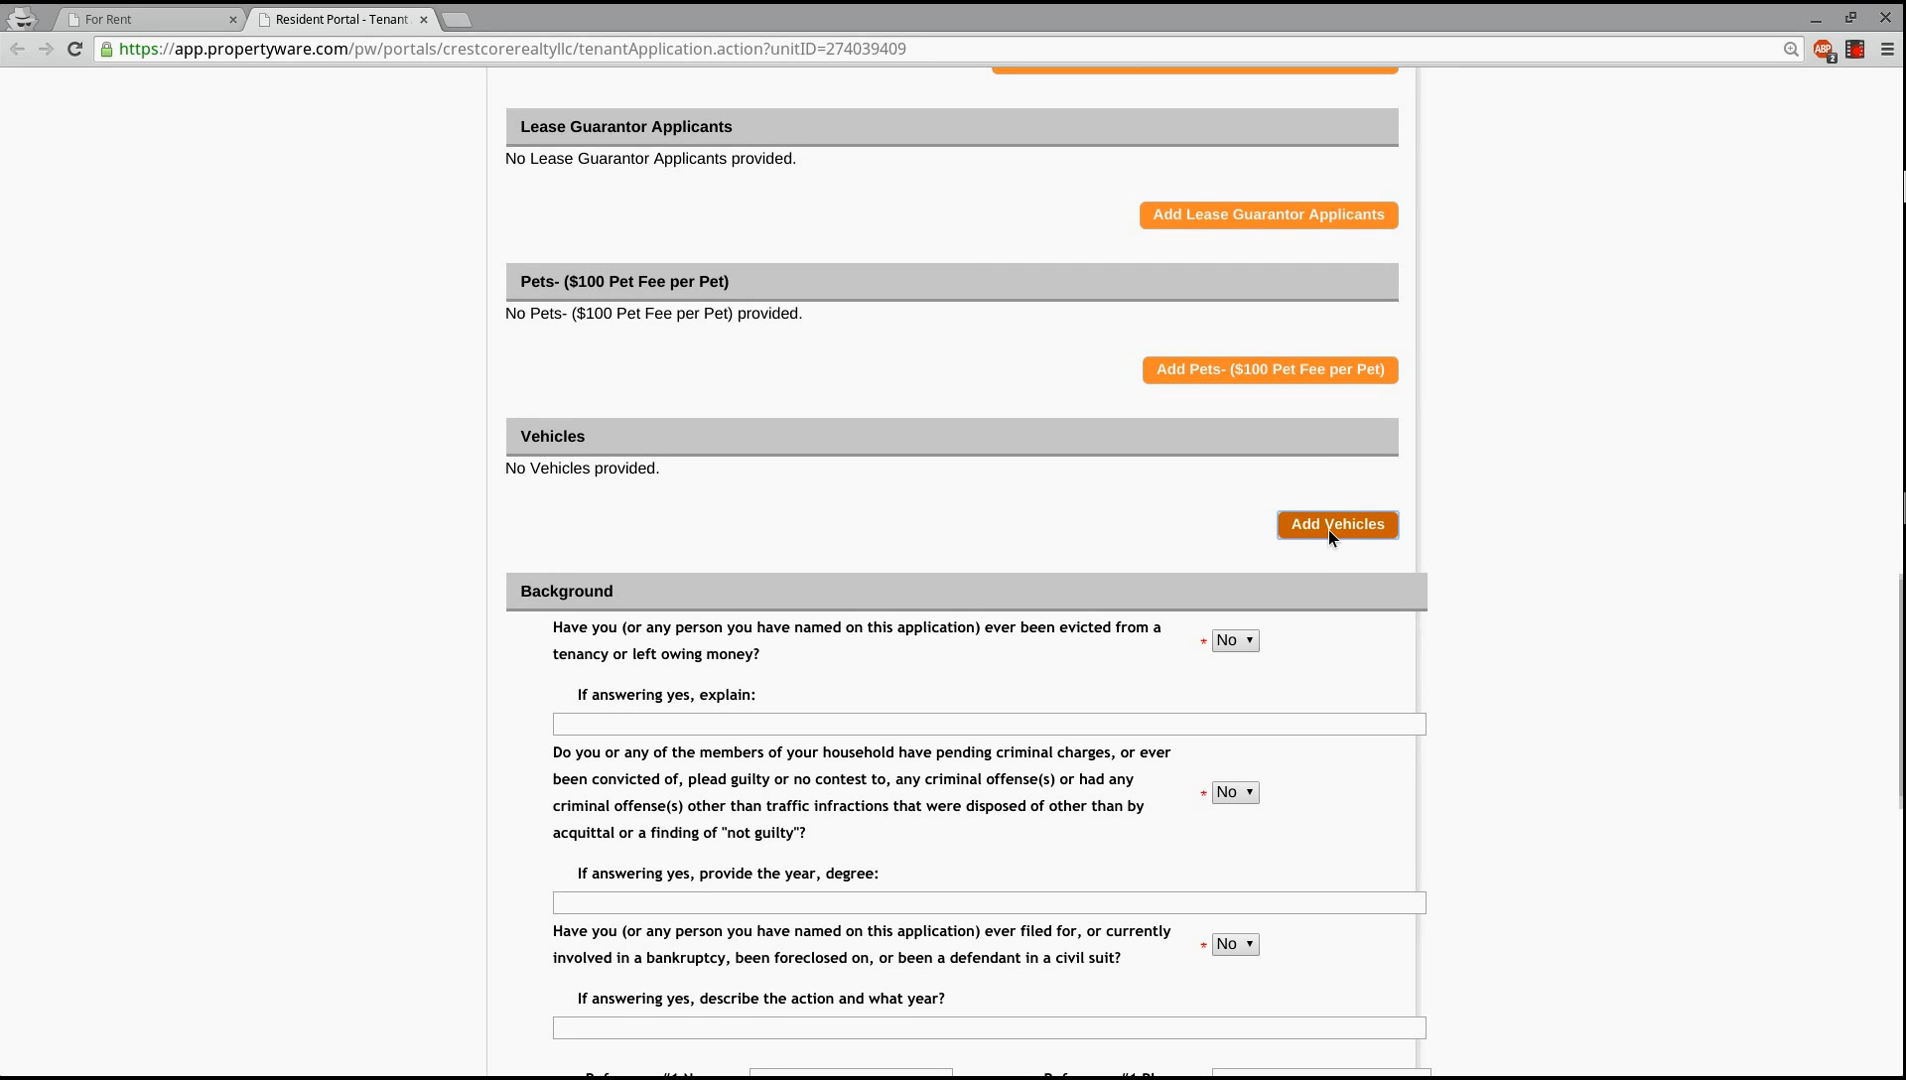 For Rent
Resident Portal - Tenant
https://app.propertyware.com/pw/portals/crestcorerealtyllc/tenantApplication.action?unitID=274039409
ABP
2
Lease Guarantor Applicants
No Lease Guarantor Applicants provided.
Add Lease Guarantor Applicants
Pets- ($100 Pet Fee per Pet)
No Pets- ($100 Pet Fee per Pet) provided.
Add Pets- ($100 Pet Fee per Pet)
Vehicles
No Vehicles provided.
Add Vehicles
Background
Have you (or any person you have named on this application) ever been evicted from a
tenancy or left owing money?
* No
If answering yes, explain:
Do you or any of the members of your household have pending criminal charges, or ever
been convicted of, plead guilty or no contest to, any criminal offense(s) or had any
criminal offense(s) other than traffic infractions that were disposed of other than by
acquittal or a finding of "not guilty"?
* No
If answering yes, provide the year, degree:
Have you (or any person you have named on this application) ever filed for, or currently
involved in a bankruptcy, been foreclosed on, or been a defendant in a civil suit?
* No
If answering yes, describe the action and what year?